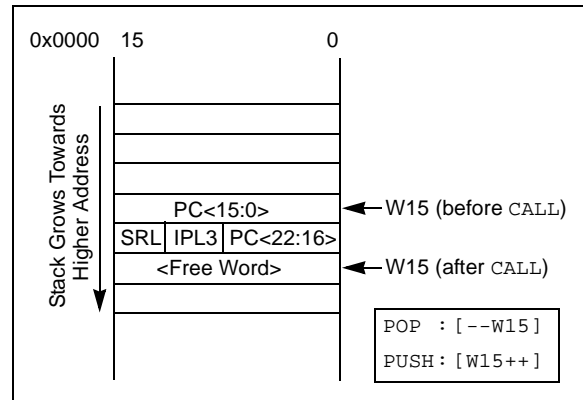 0x0000 15 0
Stack Grows Towards
Higher Address
PC<15:0>
W15 (before CALL)
SRL IPL3 PC<22:16>
<Free Word>
W15 (after CALL)
POP : [--W15]
PUSH: [W15++]